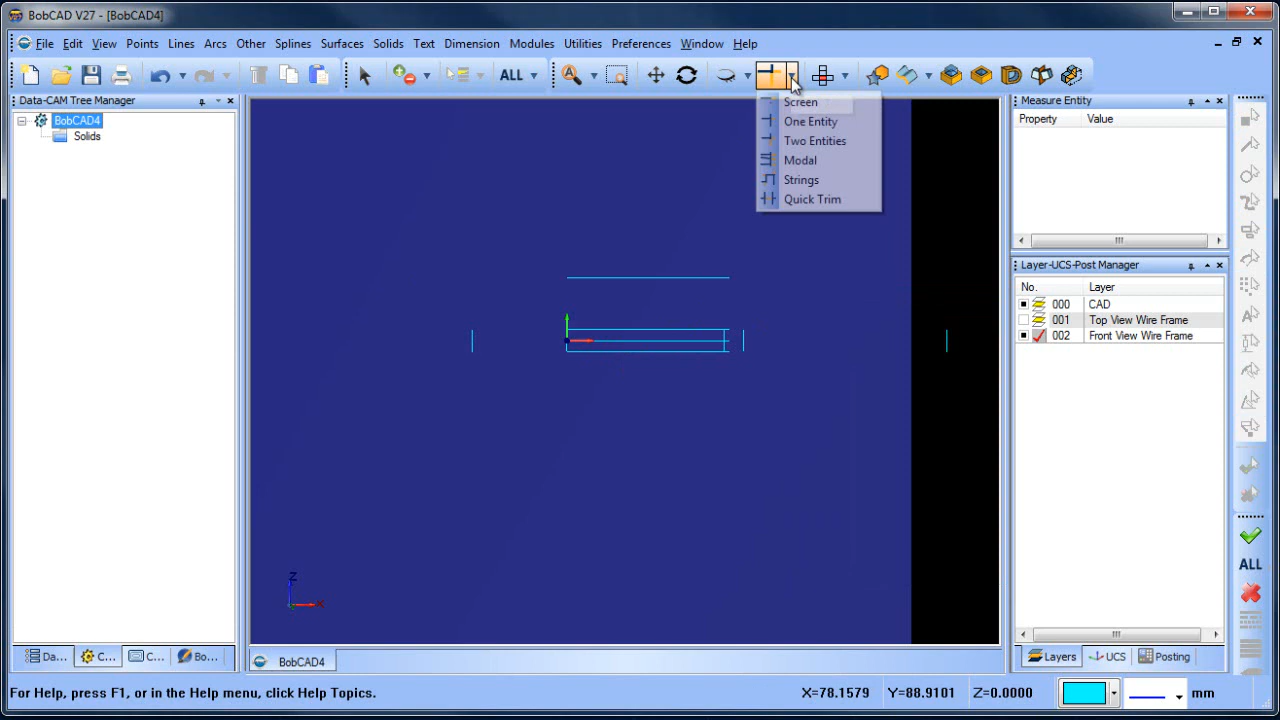 BobCAD V27 - [BobCAD4]
File Edit View Points Lines Arcs Other Splines Surfaces Solids Text Dimension Modules Utilities Preferences Window Help
ALL
Data-CAM Tree Manager
BobCAD4
Solids
Screen
One Entity
Two Entities
Modal
Strings
Quick Trim
Z
X
Measure Entity
Property Value
Layer-UCS-Post Manager
No. Layer
000 CAD
001 Top View Wire Frame
002 Front View Wire Frame
ALL
Da... C... C... Bo...
BobCAD4
Layers UCS Posting
For Help, press F1, or in the Help menu, click Help Topics.
X=78.1579 Y=88.9101 Z=0.0000
mm